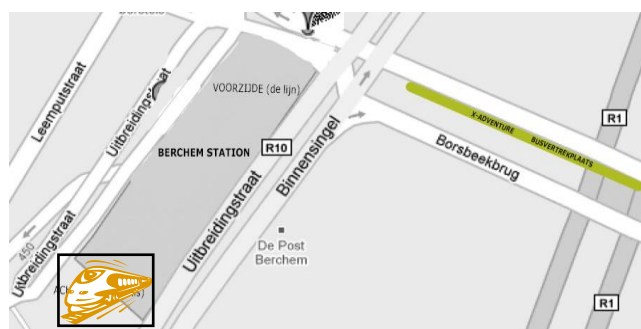 Leemputstraat
Uitbreidingstraat
VOORZIJDE (de lijn)
BERCHEM STATION
R10
Uitbreidingstraat
Binnensingel
X-ADVENTURE BUSVERTREKPLAATS
R1
Borsbeekbrug
De Post
Berchem
450
Uitbreidingstraat
R1